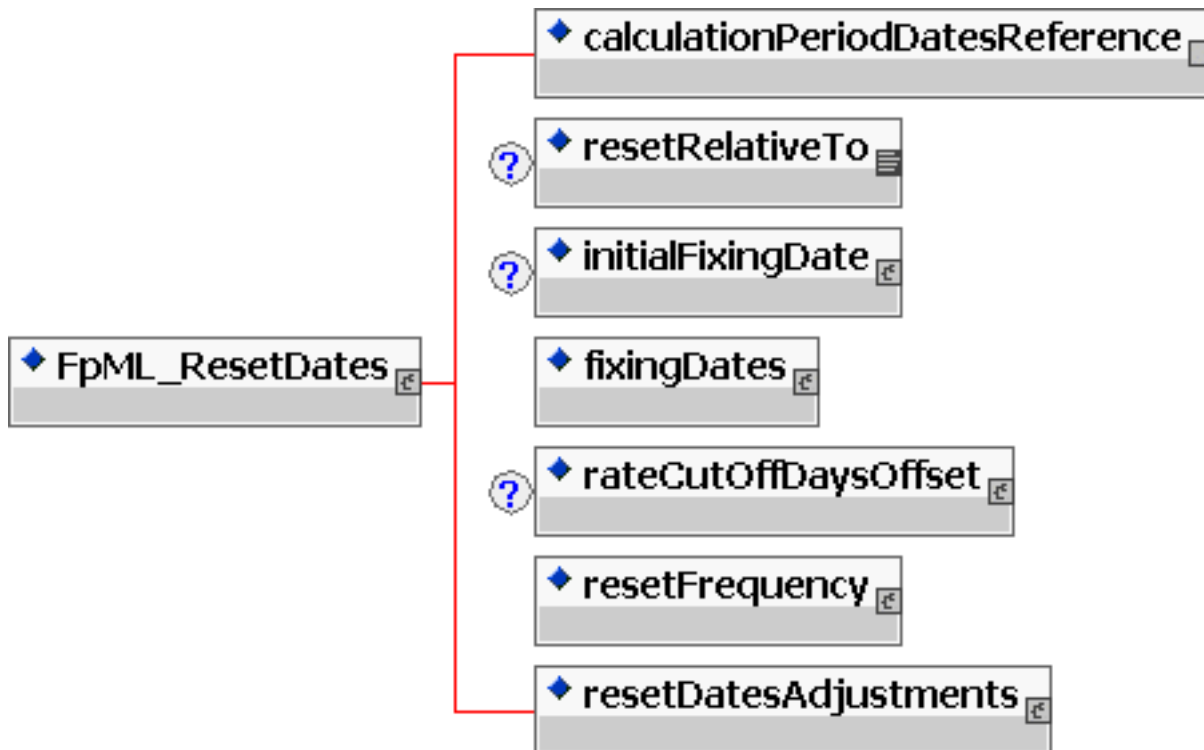 calculationPeriodDatesReference
? resetRelativeTo
? initialFixingDate
FpML_ResetDates
fixingDates
? rateCutOffDaysOffset
resetFrequency
resetDatesAdjustments